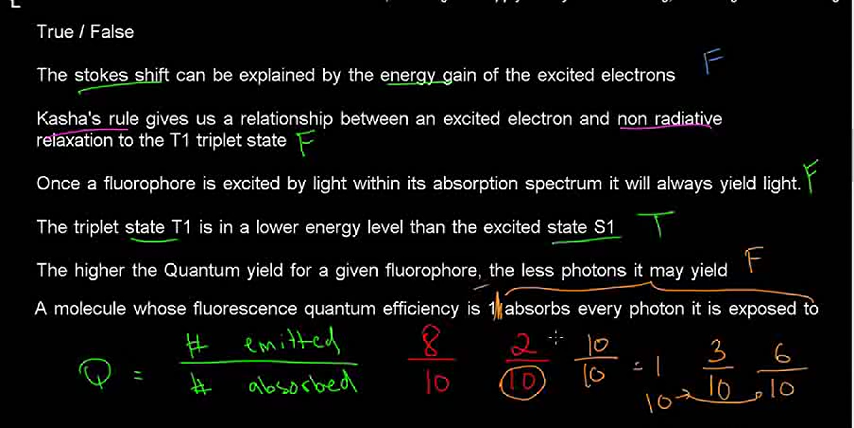 True / False
The stokes shift can be explained by the energy gain of the excited electrons F
Kasha's rule gives us a relationship between an excited electron and non radiative
relaxation to the T1 triplet state F
Once a fluorophore is excited by light within its absorption spectrum it will always yield light. F
The triplet state T1 is in a lower energy level than the excited state S1 T
The higher the Quantum yield for a given fluorophore, the less photons it may yield F
A molecule whose fluorescence quantum efficiency is 1 absorbs every photon it is exposed to
# emitted 8 2 10 3 6
Q = = 1
# absorbed 10 10 10 10 10 10